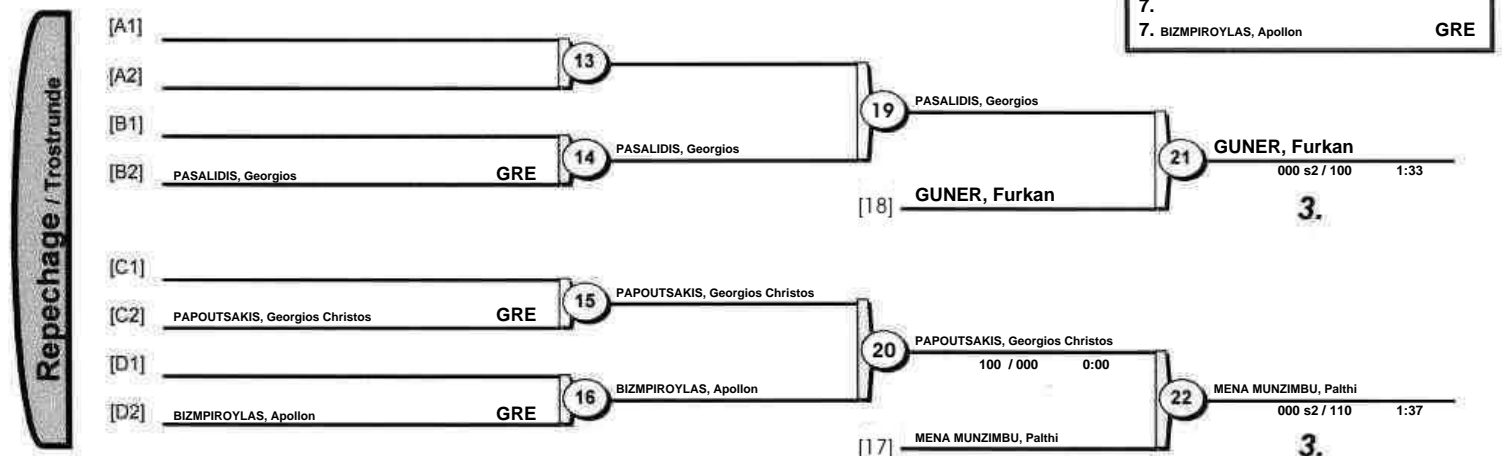 7.
7. BIZMPIROYLAS, Apollon GRE
Repechage / Trostrunde
[A1]
13
[A2]
[B1]
19 PASALIDIS, Georgios
14 PASALIDIS, Georgios
21 GUNER, Furkan
[B2] PASALIDIS, Georgios GRE
000 s2 / 100 1:33
[18] GUNER, Furkan
3.
[C1]
15 PAPOUTSAKIS, Georgios Christos
[C2] PAPOUTSAKIS, Georgios Christos GRE
20 PAPOUTSAKIS, Georgios Christos
100 / 000 0:00
[D1]
16 BIZMPIROYLAS, Apollon
22 MENA MUNZIMBU, Palthi
[D2] BIZMPIROYLAS, Apollon GRE
000 s2 / 110 1:37
[17] MENA MUNZIMBU, Palthi
3.